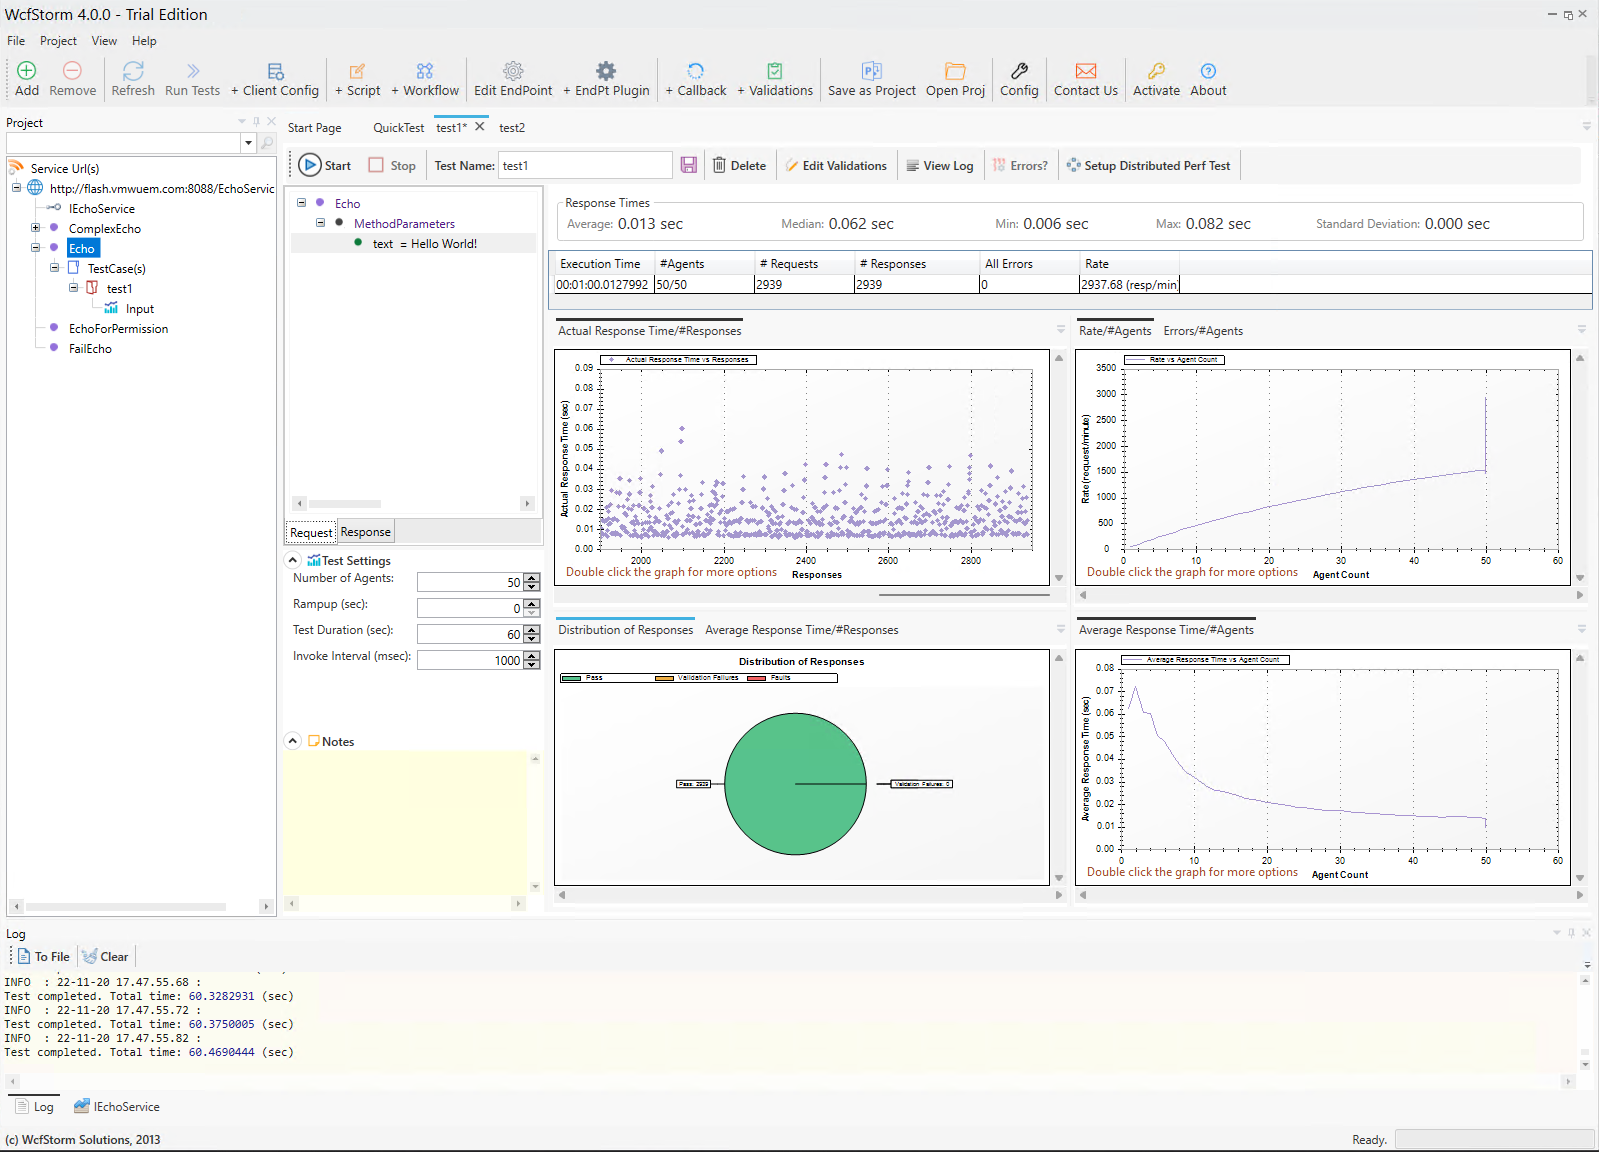 WcfStorm 4.0.0 - Trial Edition
File Project View Help
Add Remove Refresh Run Tests + Client Config + Script + Workflow Edit EndPoint + EndPt Plugin + Callback + Validations Save as Project Open Proj Config Contact Us Activate About
Project
Start Page QuickTest test1* test2
Service Url(s)
http://flash.vmwuem.com:8088/EchoServic
IEchoService
ComplexEcho
Echo
TestCase(s)
test1
Input
EchoForPermission
FailEcho
Start Stop Test Name: test1 Delete Edit Validations View Log Errors? Setup Distributed Perf Test
Echo
MethodParameters
text = Hello World!
Request Response
Test Settings
Number of Agents: 50
Rampup (sec): 0
Test Duration (sec): 60
Invoke Interval (msec): 1000
Notes
Response Times
Average: 0.013 sec Median: 0.062 sec Min: 0.006 sec Max: 0.082 sec Standard Deviation: 0.000 sec
Execution Time #Agents # Requests # Responses All Errors Rate
00:01:00.0127992 50/50 2939 2939 0 2937.68 (resp/min)
Actual Response Time/#Responses
Actual Response Time vs Responses
Actual Response Time (sec)
0.09
0.08
0.07
0.06
0.05
0.04
0.03
0.02
0.01
0.00
2000 2200 2400 2600 2800
Double click the graph for more options Responses
Rate/#Agents Errors/#Agents
Rate vs Agent Count
Rate (request/minute)
3500
3000
2500
2000
1500
1000
500
0
0 10 20 30 40 50 60
Double click the graph for more options Agent Count
Distribution of Responses Average Response Time/#Responses
Distribution of Responses
Pass Validation Failures Faults
Pass: 2939 Validation Failures: 0
Average Response Time/#Agents
Average Response Time vs Agent Count
Average Response Time (sec)
0.08
0.07
0.06
0.05
0.04
0.03
0.02
0.01
0.00
0 10 20 30 40 50 60
Double click the graph for more options Agent Count
Log
To File Clear
INFO : 22-11-20 17.47.55.68 :
Test completed. Total time: 60.3282931 (sec)
INFO : 22-11-20 17.47.55.72 :
Test completed. Total time: 60.3750005 (sec)
INFO : 22-11-20 17.47.55.82 :
Test completed. Total time: 60.4690444 (sec)
Log IEchoService
(c) WcfStorm Solutions, 2013 Ready.